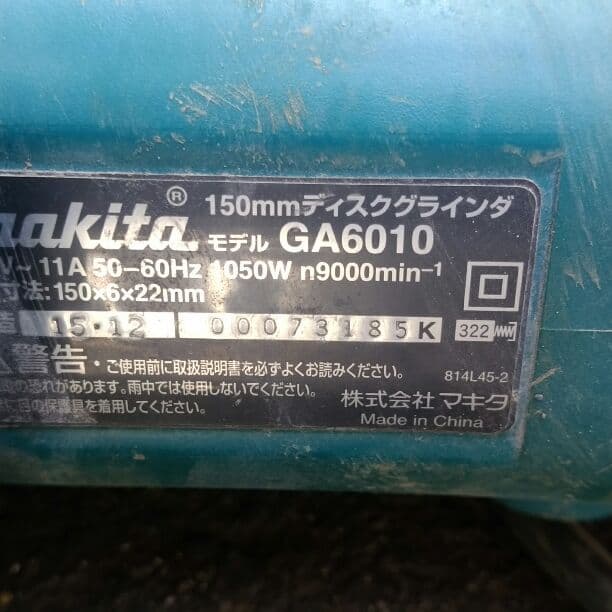 makita® 150mmディスクグラインダ
モデル GA6010
V~ 11A 50-60Hz 1050W n9000min⁻¹
寸法:150×6×22mm
造 15・12 00073185K 322
警告・ご使用前に取扱説明書を必ずよくお読みください。
の恐れがあります。雨中では使用しないでください。
目の保護具を着用してください。
814L45-2
株式会社 マキタ
Made in China